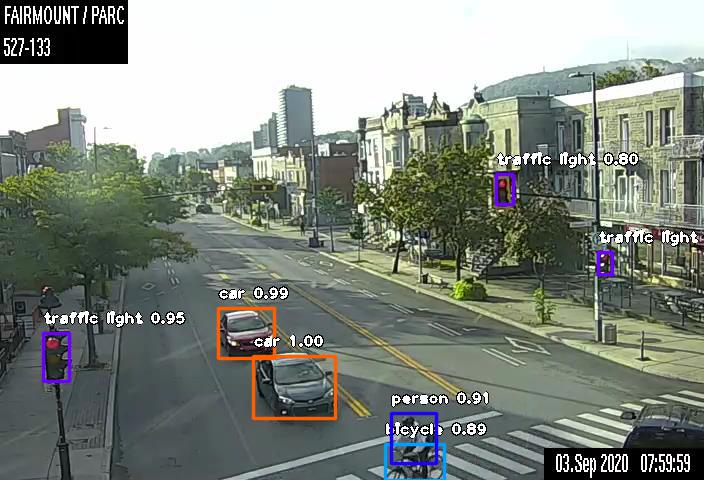 FAIRMOUNT / PARC
527-133
traffic light 0.80
traffic light
car 0.99
traffic light 0.95
car 1.00
person 0.91
bicycle 0.89
03.Sep 2020 07:59:59